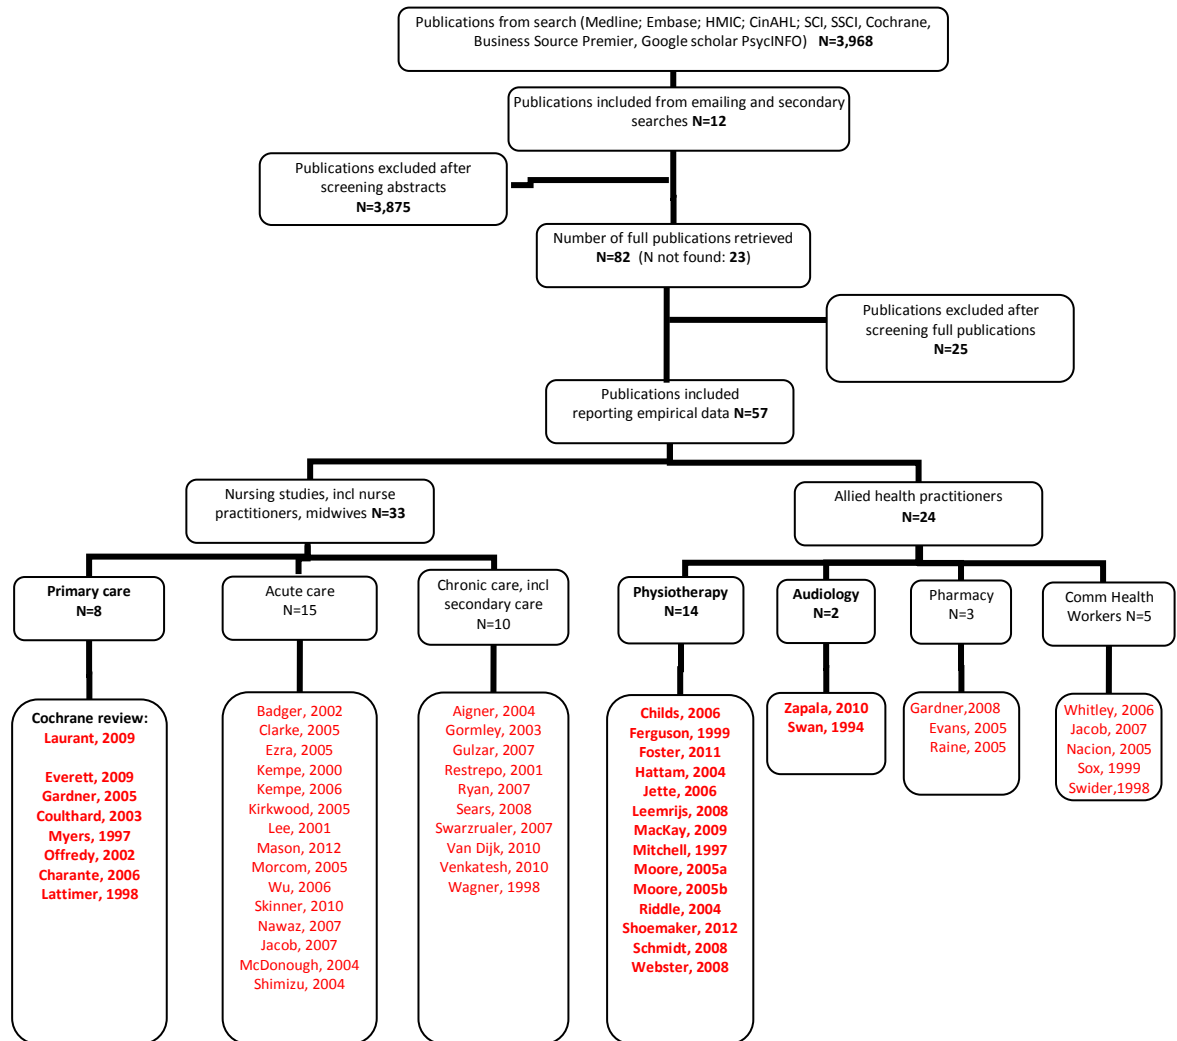 Publications from search (Medline; Embase; HMIC; CinAHL; SCI, SSCI, Cochrane,
Business Source Premier, Google scholar PsycINFO) N=3,968
Publications included from emailing and secondary
searches N=12
Publications excluded after
screening abstracts
N=3,875
Number of full publications retrieved
N=82 (N not found: 23)
Publications excluded after
screening full publications
N=25
Publications included
reporting empirical data N=57
Nursing studies, incl nurse
practitioners, midwives N=33
Allied health practitioners
N=24
Primary care
N=8
Acute care
N=15
Chronic care, incl
secondary care
N=10
Physiotherapy
N=14
Audiology
N=2
Pharmacy
N=3
Comm Health
Workers N=5
Cochrane review:
Laurant, 2009
Everett, 2009
Gardner, 2005
Coulthard, 2003
Myers, 1997
Offredy, 2002
Charante, 2006
Lattimer, 1998
Badger, 2002
Clarke, 2005
Ezra, 2005
Kempe, 2000
Kempe, 2006
Kirkwood, 2005
Lee, 2001
Mason, 2012
Morcom, 2005
Wu, 2006
Skinner, 2010
Nawaz, 2007
Jacob, 2007
McDonough, 2004
Shimizu, 2004
Aigner, 2004
Gormley, 2003
Gulzar, 2007
Restrepo, 2001
Ryan, 2007
Sears, 2008
Swarzrualer, 2007
Van Dijk, 2010
Venkatesh, 2010
Wagner, 1998
Childs, 2006
Ferguson, 1999
Foster, 2011
Hattam, 2004
Jette, 2006
Leemrijs, 2008
MacKay, 2009
Mitchell, 1997
Moore, 2005a
Moore, 2005b
Riddle, 2004
Shoemaker, 2012
Schmidt, 2008
Webster, 2008
Zapala, 2010
Swan, 1994
Gardner,2008
Evans, 2005
Raine, 2005
Whitley, 2006
Jacob, 2007
Nacion, 2005
Sox, 1999
Swider,1998